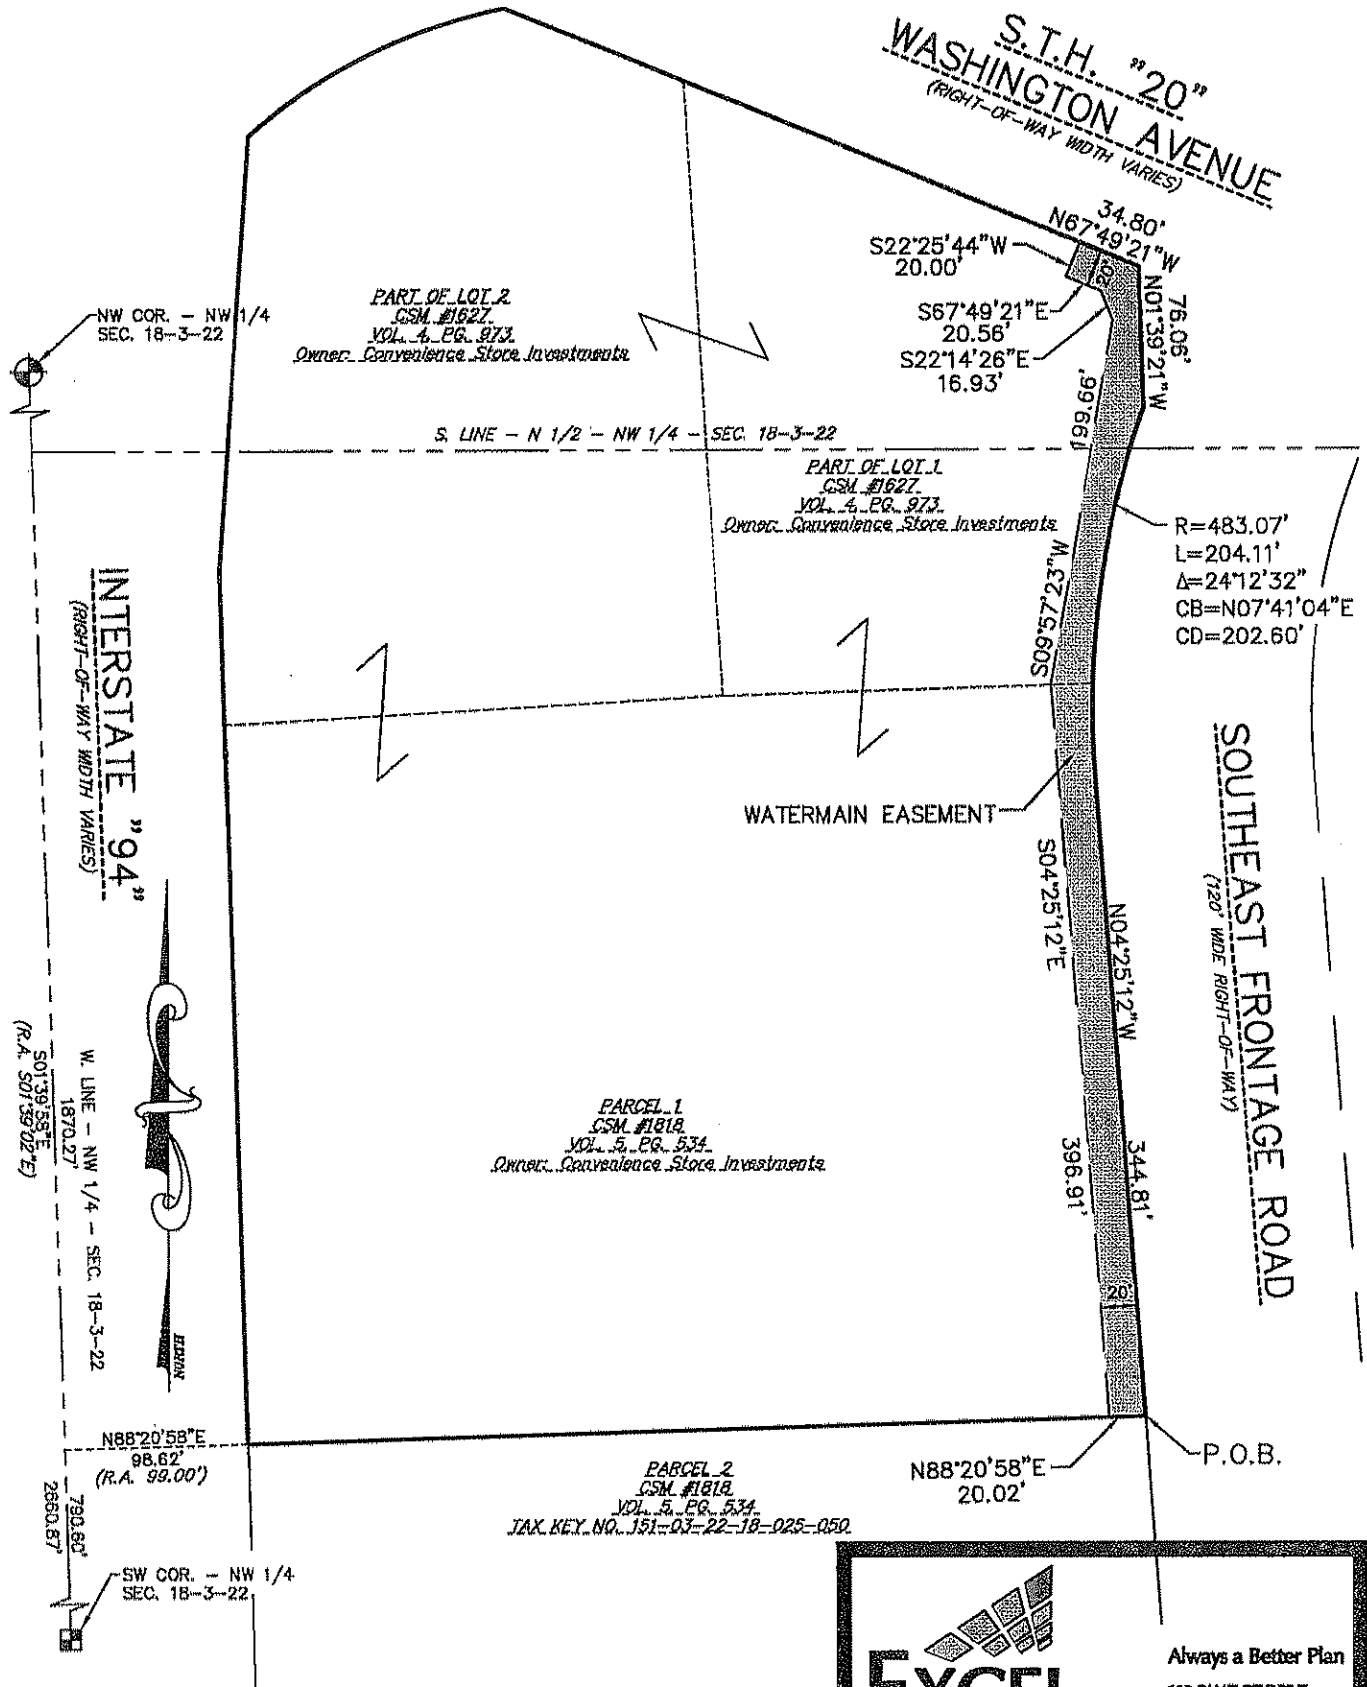 S.T.H. "20"
WASHINGTON AVENUE
(RIGHT-OF-WAY WIDTH VARIES)
34.80'
N67°49'21"W
S22°25'44"W
20.00'
20'
S67°49'21"E
20.56'
S22°14'26"E
16.93'
76.06'
N01°39'21"W
NW COR. - NW 1/4
SEC. 18-3-22
PART OF LOT 2
CSM #1627
VOL. 4, PG. 973
Owner: Convenience Store Investments
199.66'
S. LINE - N 1/2 - NW 1/4 - SEC. 18-3-22
PART OF LOT 1
CSM #1627
VOL. 4, PG. 973
Owner: Convenience Store Investments
R=483.07'
L=204.11'
Δ=24°12'32"
CB=N07°41'04"E
CD=202.60'
S09°57'23"W
INTERSTATE "94"
(RIGHT-OF-WAY WIDTH VARIES)
WATERMAIN EASEMENT
SOUTHEAST FRONTAGE ROAD
(120' WIDE RIGHT-OF-WAY)
S04°25'12"E
396.91'
N04°25'12"W
344.81'
20'
W. LINE - NW 1/4 - SEC. 18-3-22
1870.27'
S01°39'58"E
(R.A. S01°39'02"E)
PARCEL 1
CSM #1818
VOL. 5, PG. 534
Owner: Convenience Store Investments
N88°20'58"E
98.62'
(R.A. 99.00')
790.60'
2660.87'
PARCEL 2
CSM #1818
VOL. 5, PG. 534
TAX KEY NO. 151-03-22-18-025-050
N88°20'58"E
20.02'
P.O.B.
SW COR. - NW 1/4
SEC. 18-3-22
EXCEL
Always a Better Plan